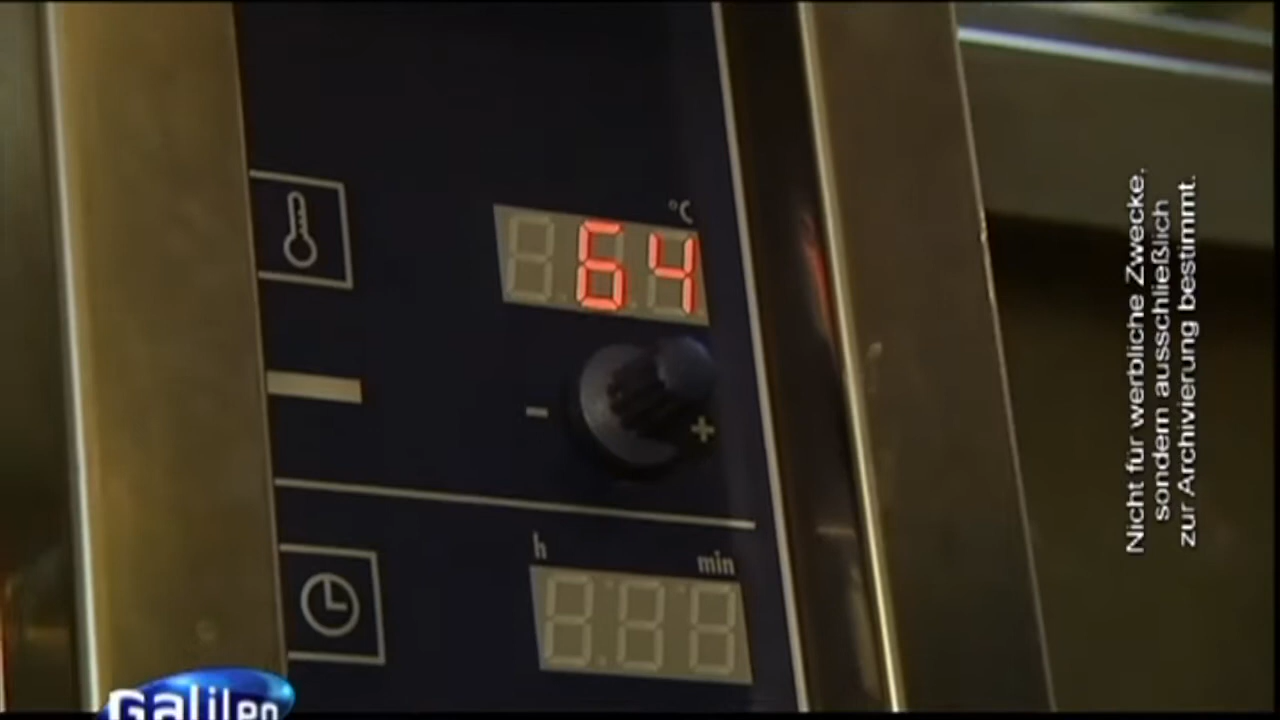 °C
64
- +
h min
Nicht für werbliche Zwecke,
sondern ausschließlich
zur Archivierung bestimmt.
Galileo